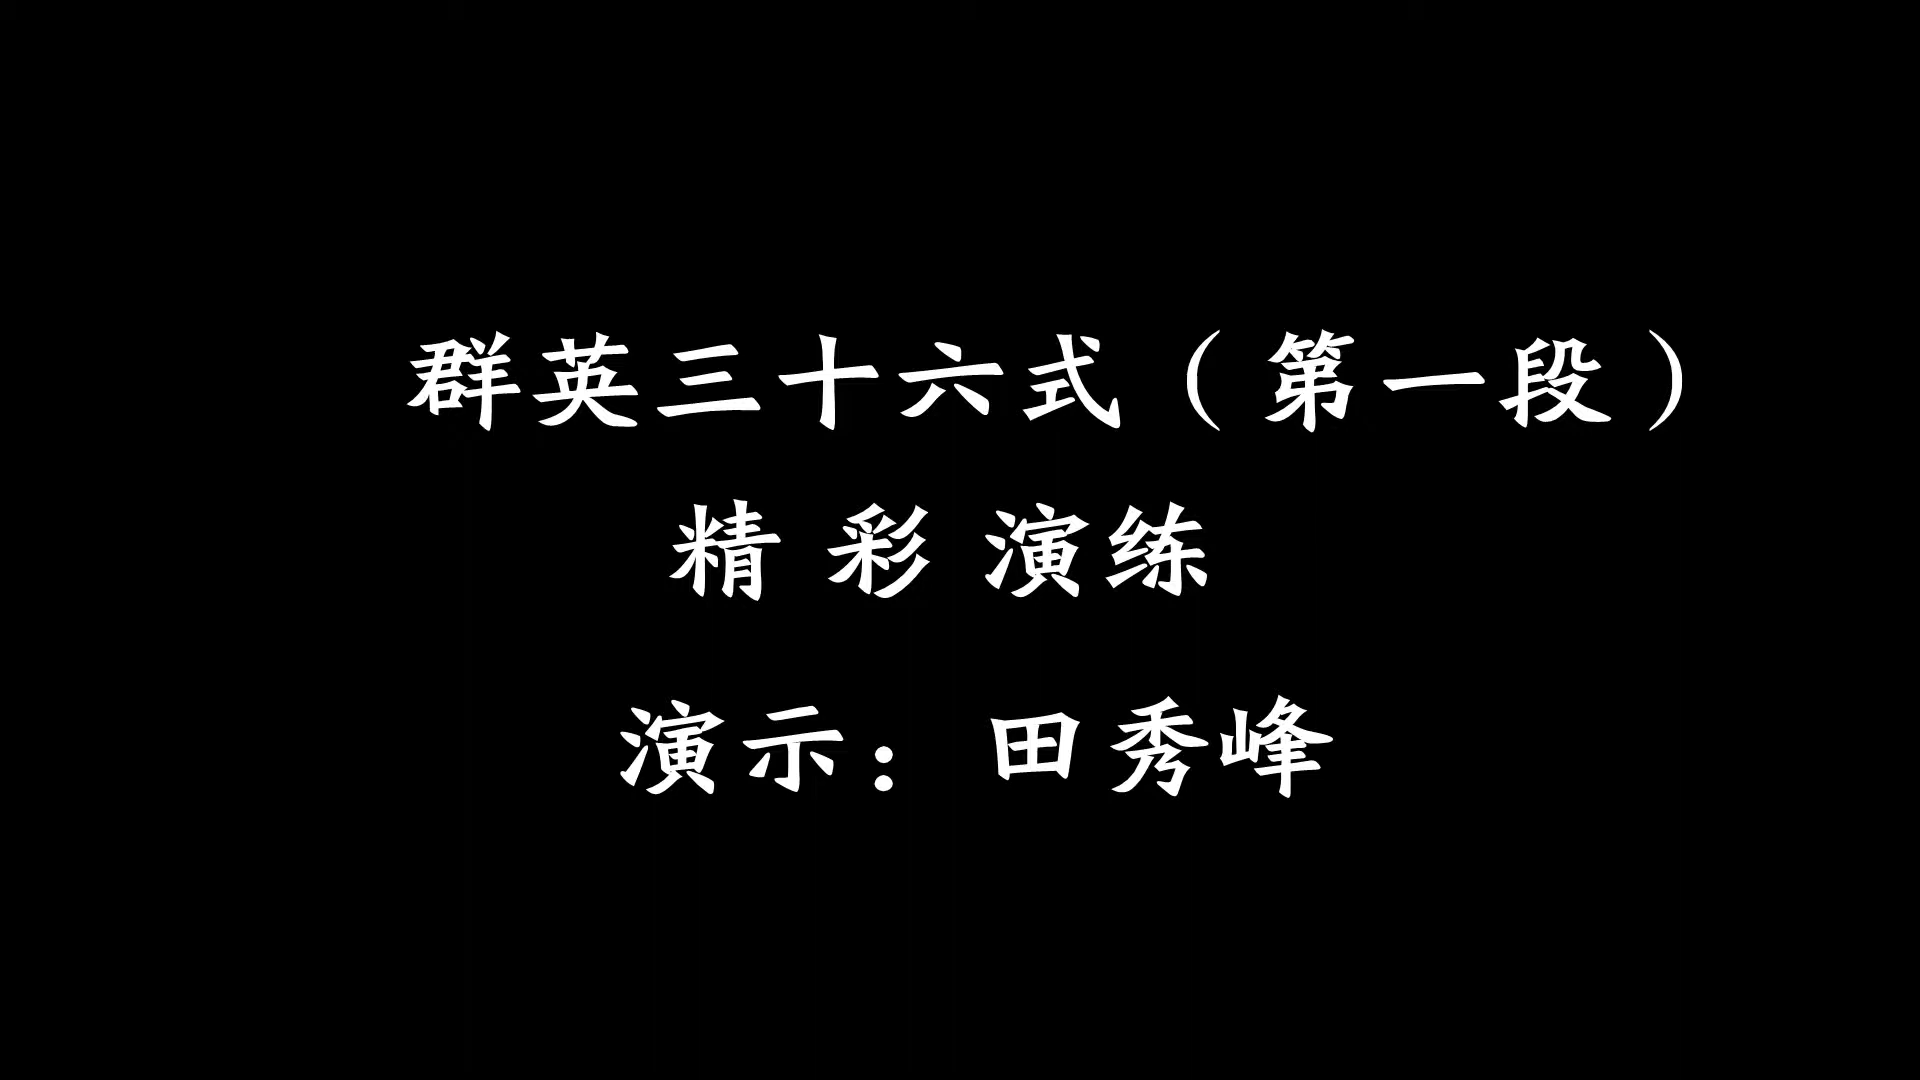 群英三十六式（第一段）
精 彩 演练
演示：田秀峰